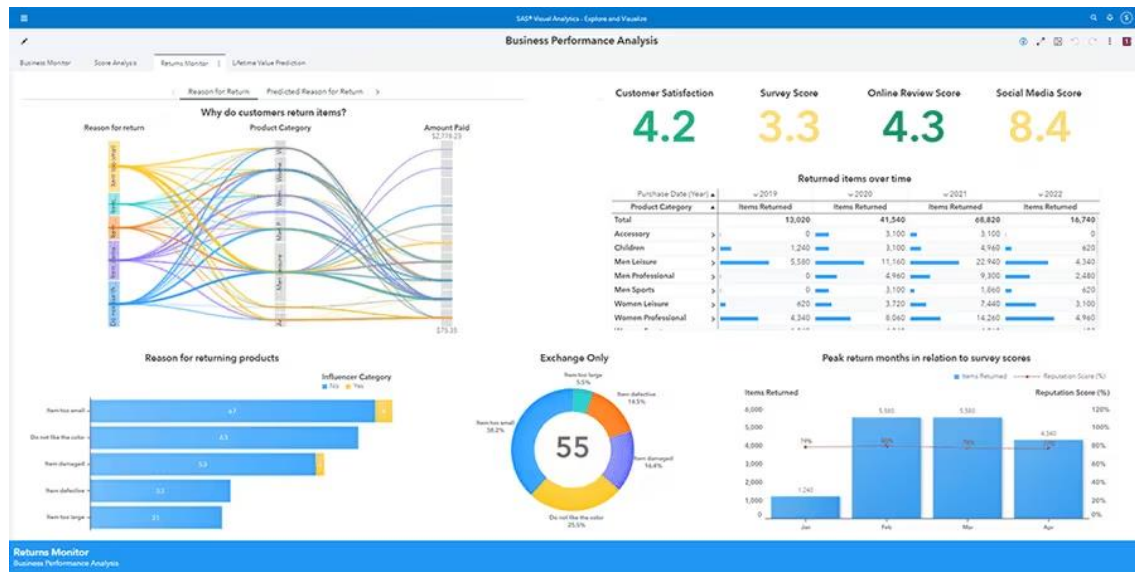 SAS® Visual Analytics - Explore and Visualize
Business Performance Analysis
Business Monitor Score Analysis Returns Monitor Lifetime Value Prediction
Reason for Return Predicted Reason for Return
Why do customers return items?
Reason for return Product Category Amount Paid
$2,776.23
Item too small
Men Leisure
$75.35
Customer Satisfaction Survey Score Online Review Score Social Media Score
4.2 3.3 4.3 8.4
Returned items over time
Purchase Date (Year) 2019 2020 2021 2022
Product Category Items Returned Items Returned Items Returned Items Returned
Total 13,020 41,540 68,820 16,740
Accessory 0 3,100 3,100 0
Children 1,240 3,100 4,960 620
Men Leisure 5,580 11,160 22,940 4,340
Men Professional 0 4,960 9,300 2,480
Men Sports 0 3,100 620
Women Leisure 620 3,720 7,440 3,100
Women Professional 4,340 8,060 14,260 4,960
Reason for returning products
Influencer Category
No Yes
Item too small 67
Do not like the color
Item damaged
Item defective
Item too large
Exchange Only
Item too large
5.5%
Item defective
14.5%
Item damaged
16.4%
Do not like the color
25.5%
Item too small
38.2%
55
Peak return months in relation to survey scores
Items Returned Reputation Score (%)
Items Returned Reputation Score (%)
6,000 5,000 4,000 3,000 2,000 1,000 0
120% 100% 80% 60% 40% 20% 0%
1,240 5,580 5,580 4,340
79% 80%
Jan Feb Mar Apr
Returns Monitor
Business Performance Analysis